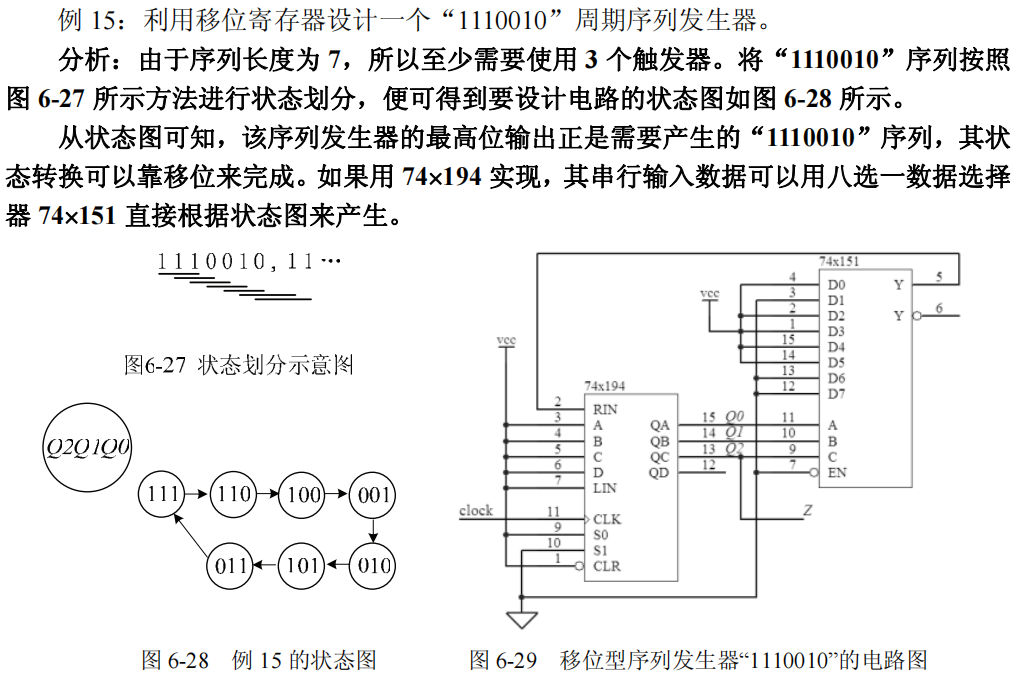 例 15：利用移位寄存器设计一个“1110010”周期序列发生器。
分析：由于序列长度为 7，所以至少需要使用 3 个触发器。将“1110010”序列按照
图 6-27 所示方法进行状态划分，便可得到要设计电路的状态图如图 6-28 所示。
从状态图可知，该序列发生器的最高位输出正是需要产生的“1110010”序列，其状
态转换可以靠移位来完成。如果用 74×194 实现，其串行输入数据可以用八选一数据选择
器 74×151 直接根据状态图来产生。
1110010,11…
图6-27 状态划分示意图
Q2Q1Q0
111
110
100
001
011
101
010
图 6-28 例 15 的状态图
vcc
74x194
2 RIN
3 A QA 15 Q0
4 B QB 14 Q1
5 C QC 13 Q2
6 D QD 12
7 LIN
clock 11 CLK
9 S0
10 S1
1 CLR
vcc
74x151
4 D0 Y 5
3 D1
2 D2 Y 6
1 D3
15 D4
14 D5
13 D6
12 D7
11 A
10 B
9 C
7 EN
Z
图 6-29 移位型序列发生器“1110010”的电路图